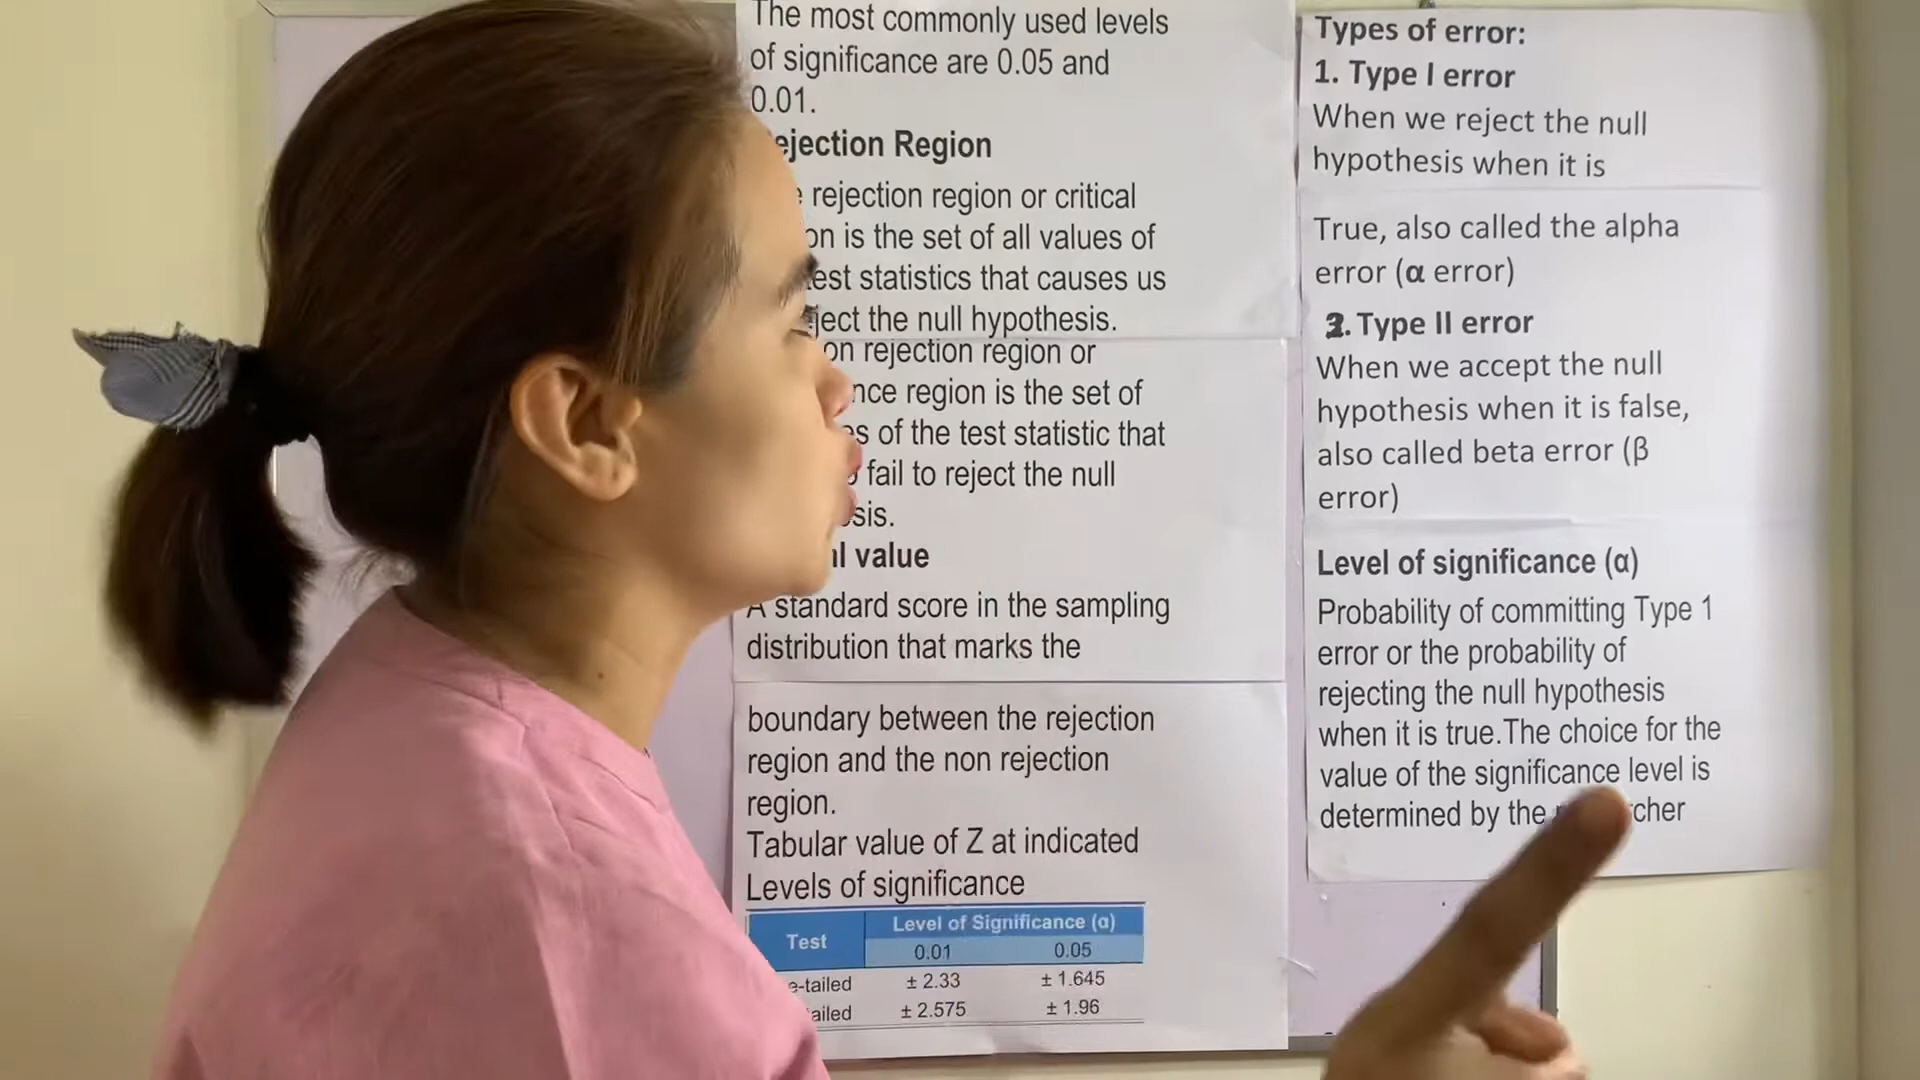 The most commonly used levels
of significance are 0.05 and
0.01.
ejection Region
rejection region or critical
on is the set of all values of
est statistics that causes us
ject the null hypothesis.
on rejection region or
nce region is the set of
es of the test statistic that
fail to reject the null
sis.
l value
A standard score in the sampling
distribution that marks the
boundary between the rejection
region and the non rejection
region.
Tabular value of Z at indicated
Levels of significance
Test
Level of Significance (α)
0.01 0.05
e-tailed ± 2.33 ± 1.645
ailed ± 2.575 ± 1.96
Types of error:
1. Type I error
When we reject the null
hypothesis when it is
True, also called the alpha
error (α error)
2. Type II error
When we accept the null
hypothesis when it is false,
also called beta error (β
error)
Level of significance (α)
Probability of committing Type 1
error or the probability of
rejecting the null hypothesis
when it is true.The choice for the
value of the significance level is
determined by the cher